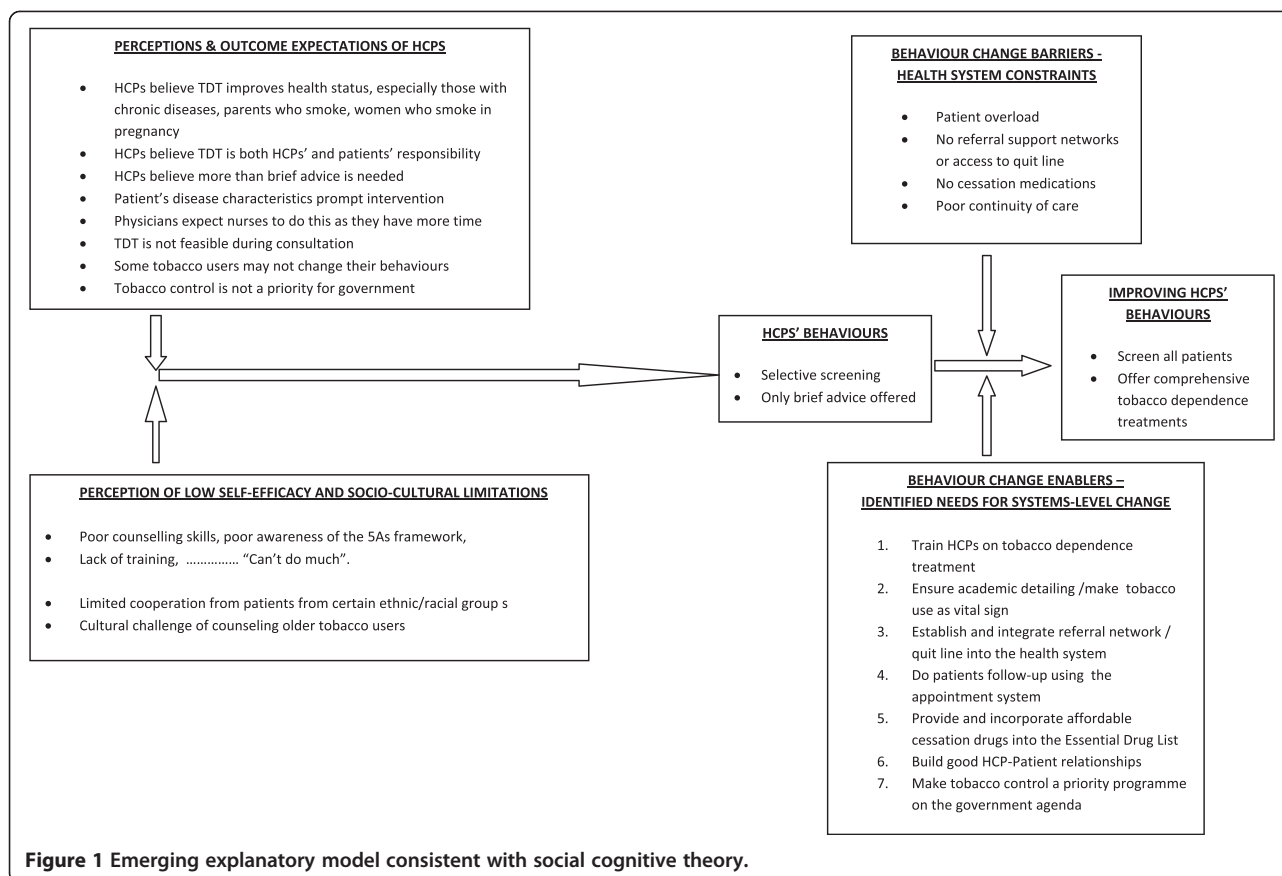 PERCEPTIONS & OUTCOME EXPECTATIONS OF HCPS
• HCPs believe TDT improves health status, especially those with
chronic diseases, parents who smoke, women who smoke in
pregnancy
• HCPs believe TDT is both HCPs’ and patients’ responsibility
• HCPs believe more than brief advice is needed
• Patient’s disease characteristics prompt intervention
• Physicians expect nurses to do this as they have more time
• TDT is not feasible during consultation
• Some tobacco users may not change their behaviours
• Tobacco control is not a priority for government
PERCEPTION OF LOW SELF-EFFICACY AND SOCIO-CULTURAL LIMITATIONS
• Poor counselling skills, poor awareness of the 5As framework,
• Lack of training, …………… “Can’t do much”.
• Limited cooperation from patients from certain ethnic/racial group s
• Cultural challenge of counseling older tobacco users
HCPS’ BEHAVIOURS
• Selective screening
• Only brief advice offered
BEHAVIOUR CHANGE BARRIERS -
HEALTH SYSTEM CONSTRAINTS
• Patient overload
• No referral support networks
or access to quit line
• No cessation medications
• Poor continuity of care
BEHAVIOUR CHANGE ENABLERS –
IDENTIFIED NEEDS FOR SYSTEMS-LEVEL CHANGE
1. Train HCPs on tobacco dependence
treatment
2. Ensure academic detailing /make tobacco
use as vital sign
3. Establish and integrate referral network /
quit line into the health system
4. Do patients follow-up using the
appointment system
5. Provide and incorporate affordable
cessation drugs into the Essential Drug List
6. Build good HCP-Patient relationships
7. Make tobacco control a priority programme
on the government agenda
IMPROVING HCPS’
BEHAVIOURS
• Screen all patients
• Offer comprehensive
tobacco dependence
treatments
Figure 1 Emerging explanatory model consistent with social cognitive theory.